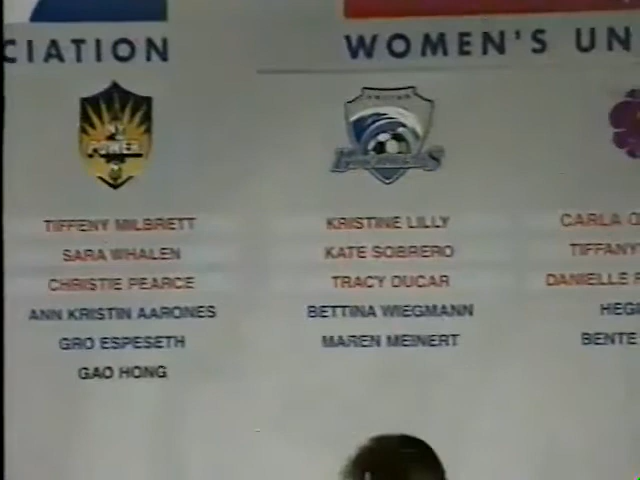 CIATION
WOMEN'S UN
NY
POWER
TIFFENY MILBRETT
SARA WHALEN
CHRISTIE PEARCE
ANN KRISTIN AARONES
GRO ESPESETH
GAO HONG
KRISTINE LILLY
KATE SOBRERO
TRACY DUCAR
BETTINA WIEGMANN
MAREN MEINERT
CARLA
TIFFANY
DANIELLE
HEG
BENTE